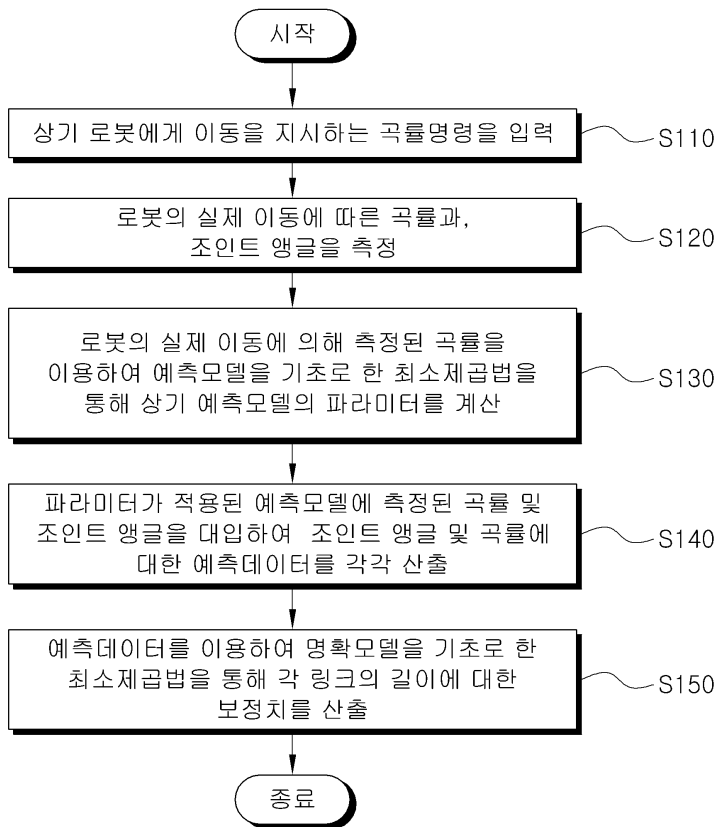 시작
상기 로봇에게 이동을 지시하는 곡률명령을 입력
S110
로봇의 실제 이동에 따른 곡률과,
조인트 앵글을 측정
S120
로봇의 실제 이동에 의해 측정된 곡률을
이용하여 예측모델을 기초로 한 최소제곱법을
통해 상기 예측모델의 파라미터를 계산
S130
파라미터가 적용된 예측모델에 측정된 곡률 및
조인트 앵글을 대입하여 조인트 앵글 및 곡률에
대한 예측데이터를 각각 산출
S140
예측데이터를 이용하여 명확모델을 기초로 한
최소제곱법을 통해 각 링크의 길이에 대한
보정치를 산출
S150
종료